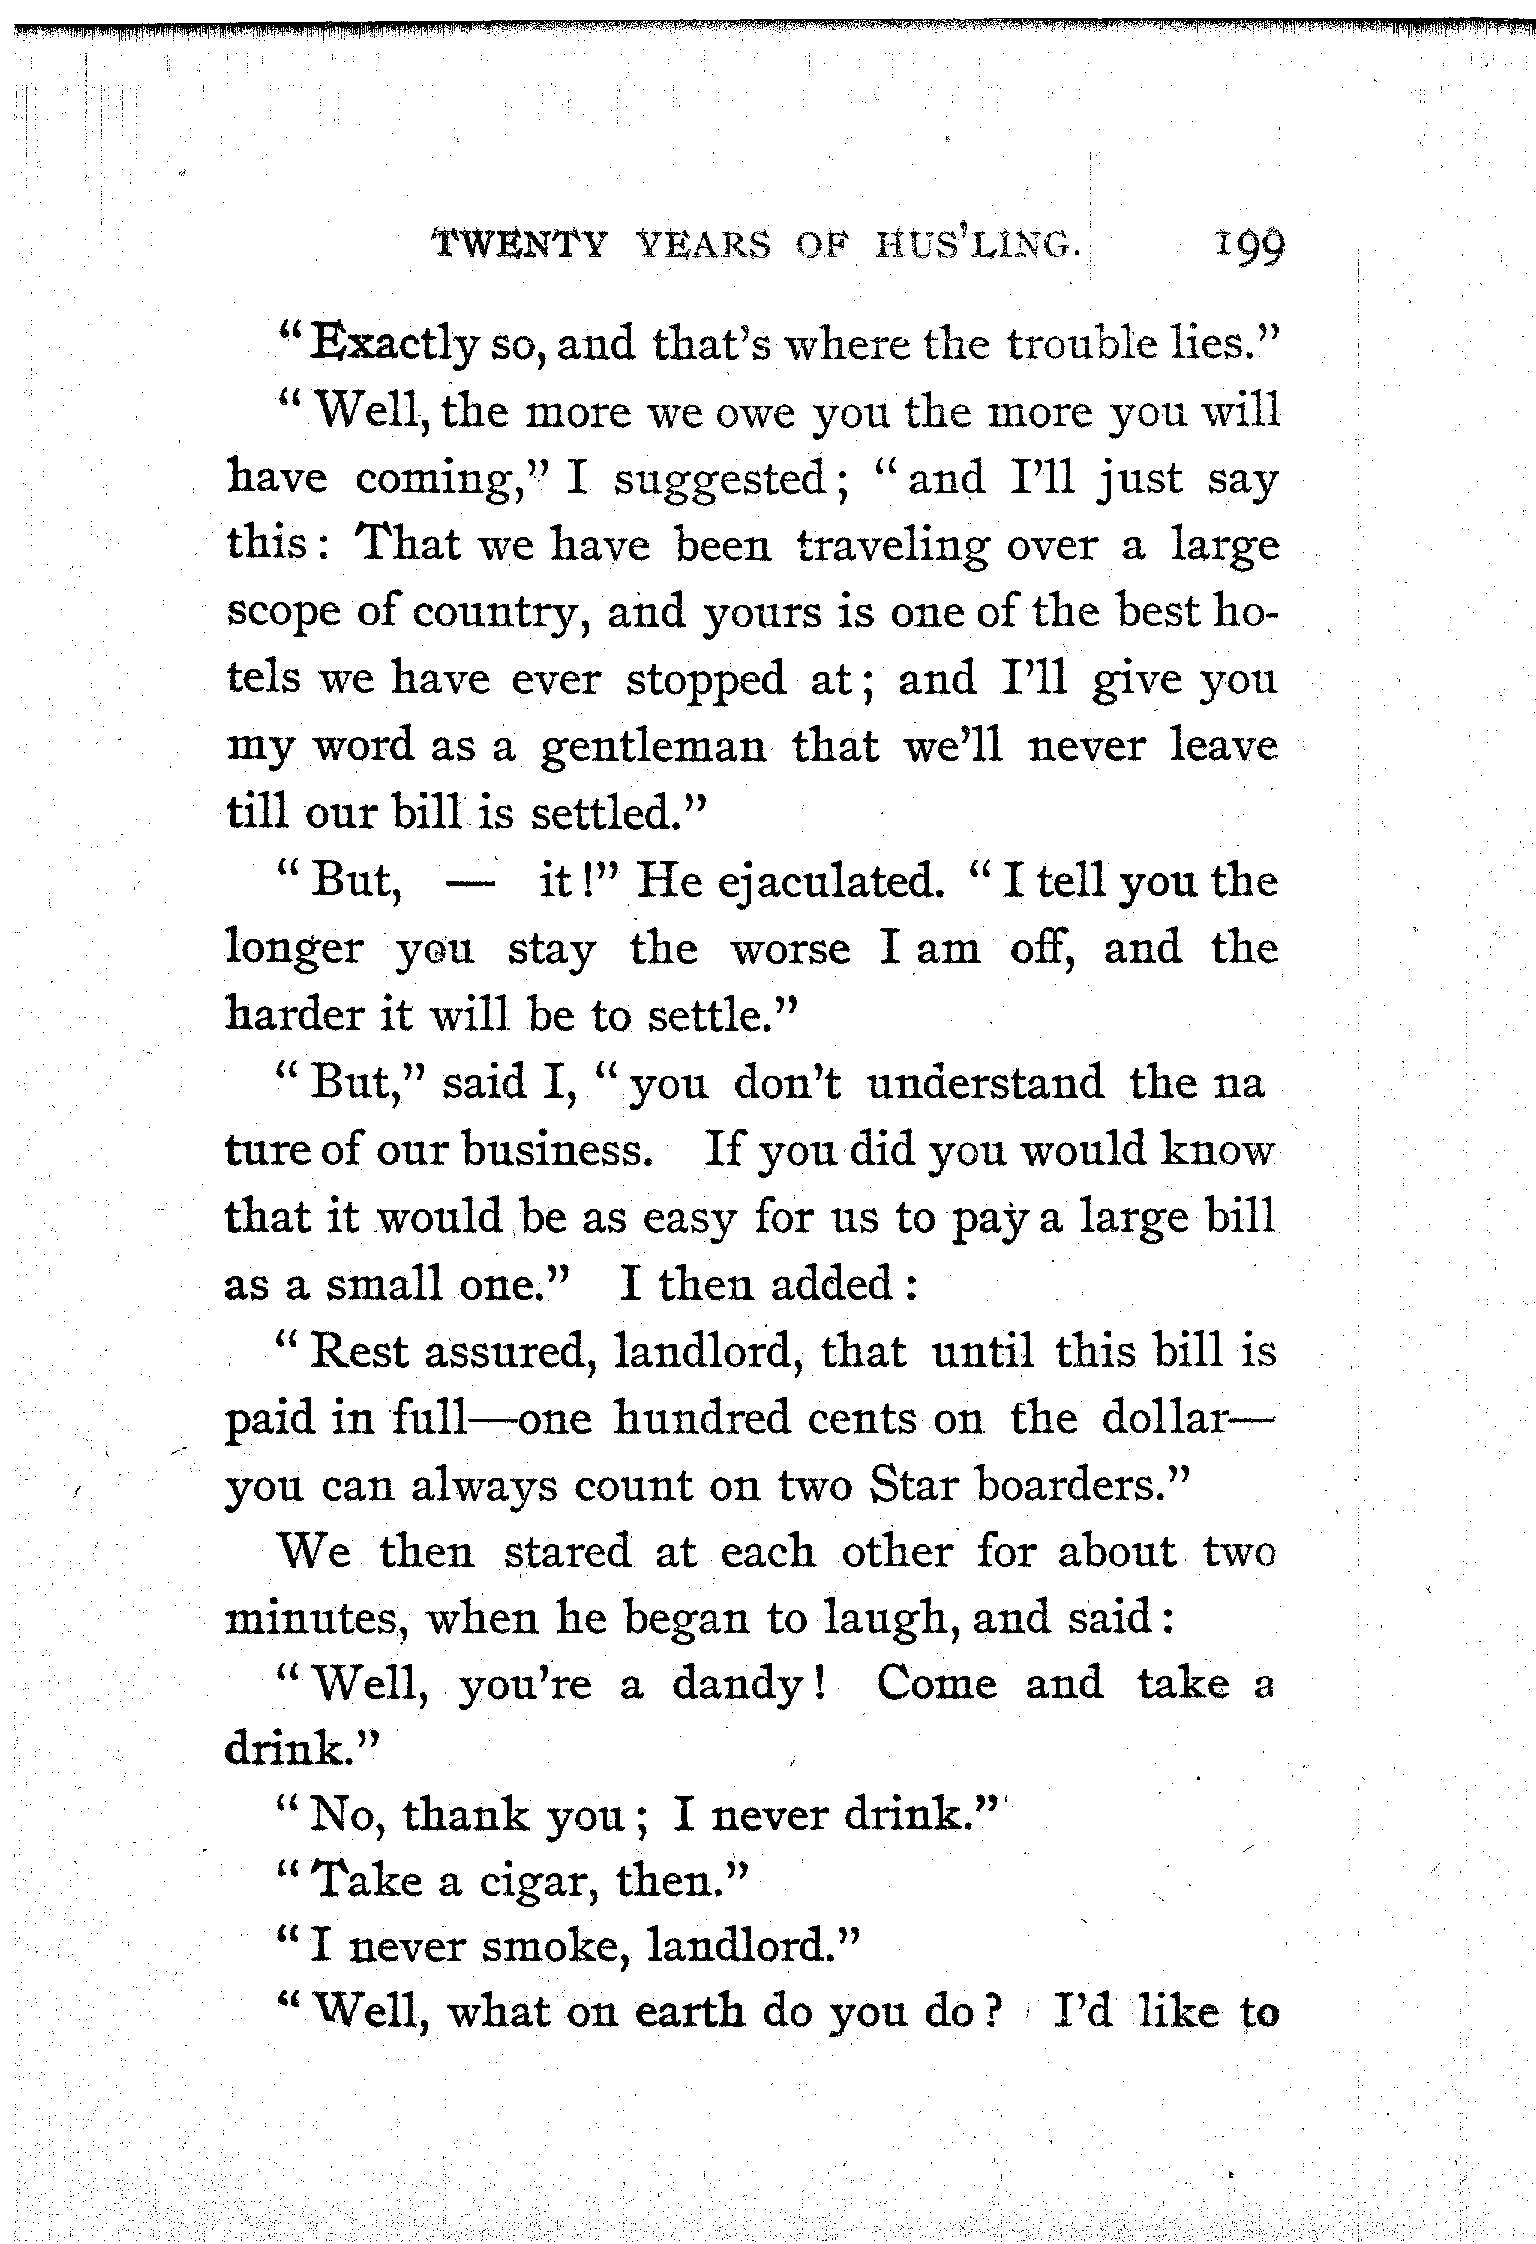 TWENTY YEARS OF HUS'LING. 199
“Exactly so, and that’s where the trouble lies.”
“Well, the more we owe you the more you will
have coming,” I suggested; “and I’ll just say
this: That we have been traveling over a large
scope of country, and yours is one of the best ho-
tels we have ever stopped at; and I’ll give you
my word as a gentleman that we’ll never leave
till our bill is settled.”
“But, — it!” He ejaculated. “I tell you the
longer you stay the worse I am off, and the
harder it will be to settle.”
“But,” said I, “you don’t understand the na
ture of our business. If you did you would know
that it would be as easy for us to pay a large bill
as a small one.” I then added:
“Rest assured, landlord, that until this bill is
paid in full—one hundred cents on the dollar—
you can always count on two Star boarders.”
We then stared at each other for about two
minutes, when he began to laugh, and said:
“Well, you’re a dandy! Come and take a
drink.”
“No, thank you; I never drink.”
“Take a cigar, then.”
“I never smoke, landlord.”
“Well, what on earth do you do? I’d like to